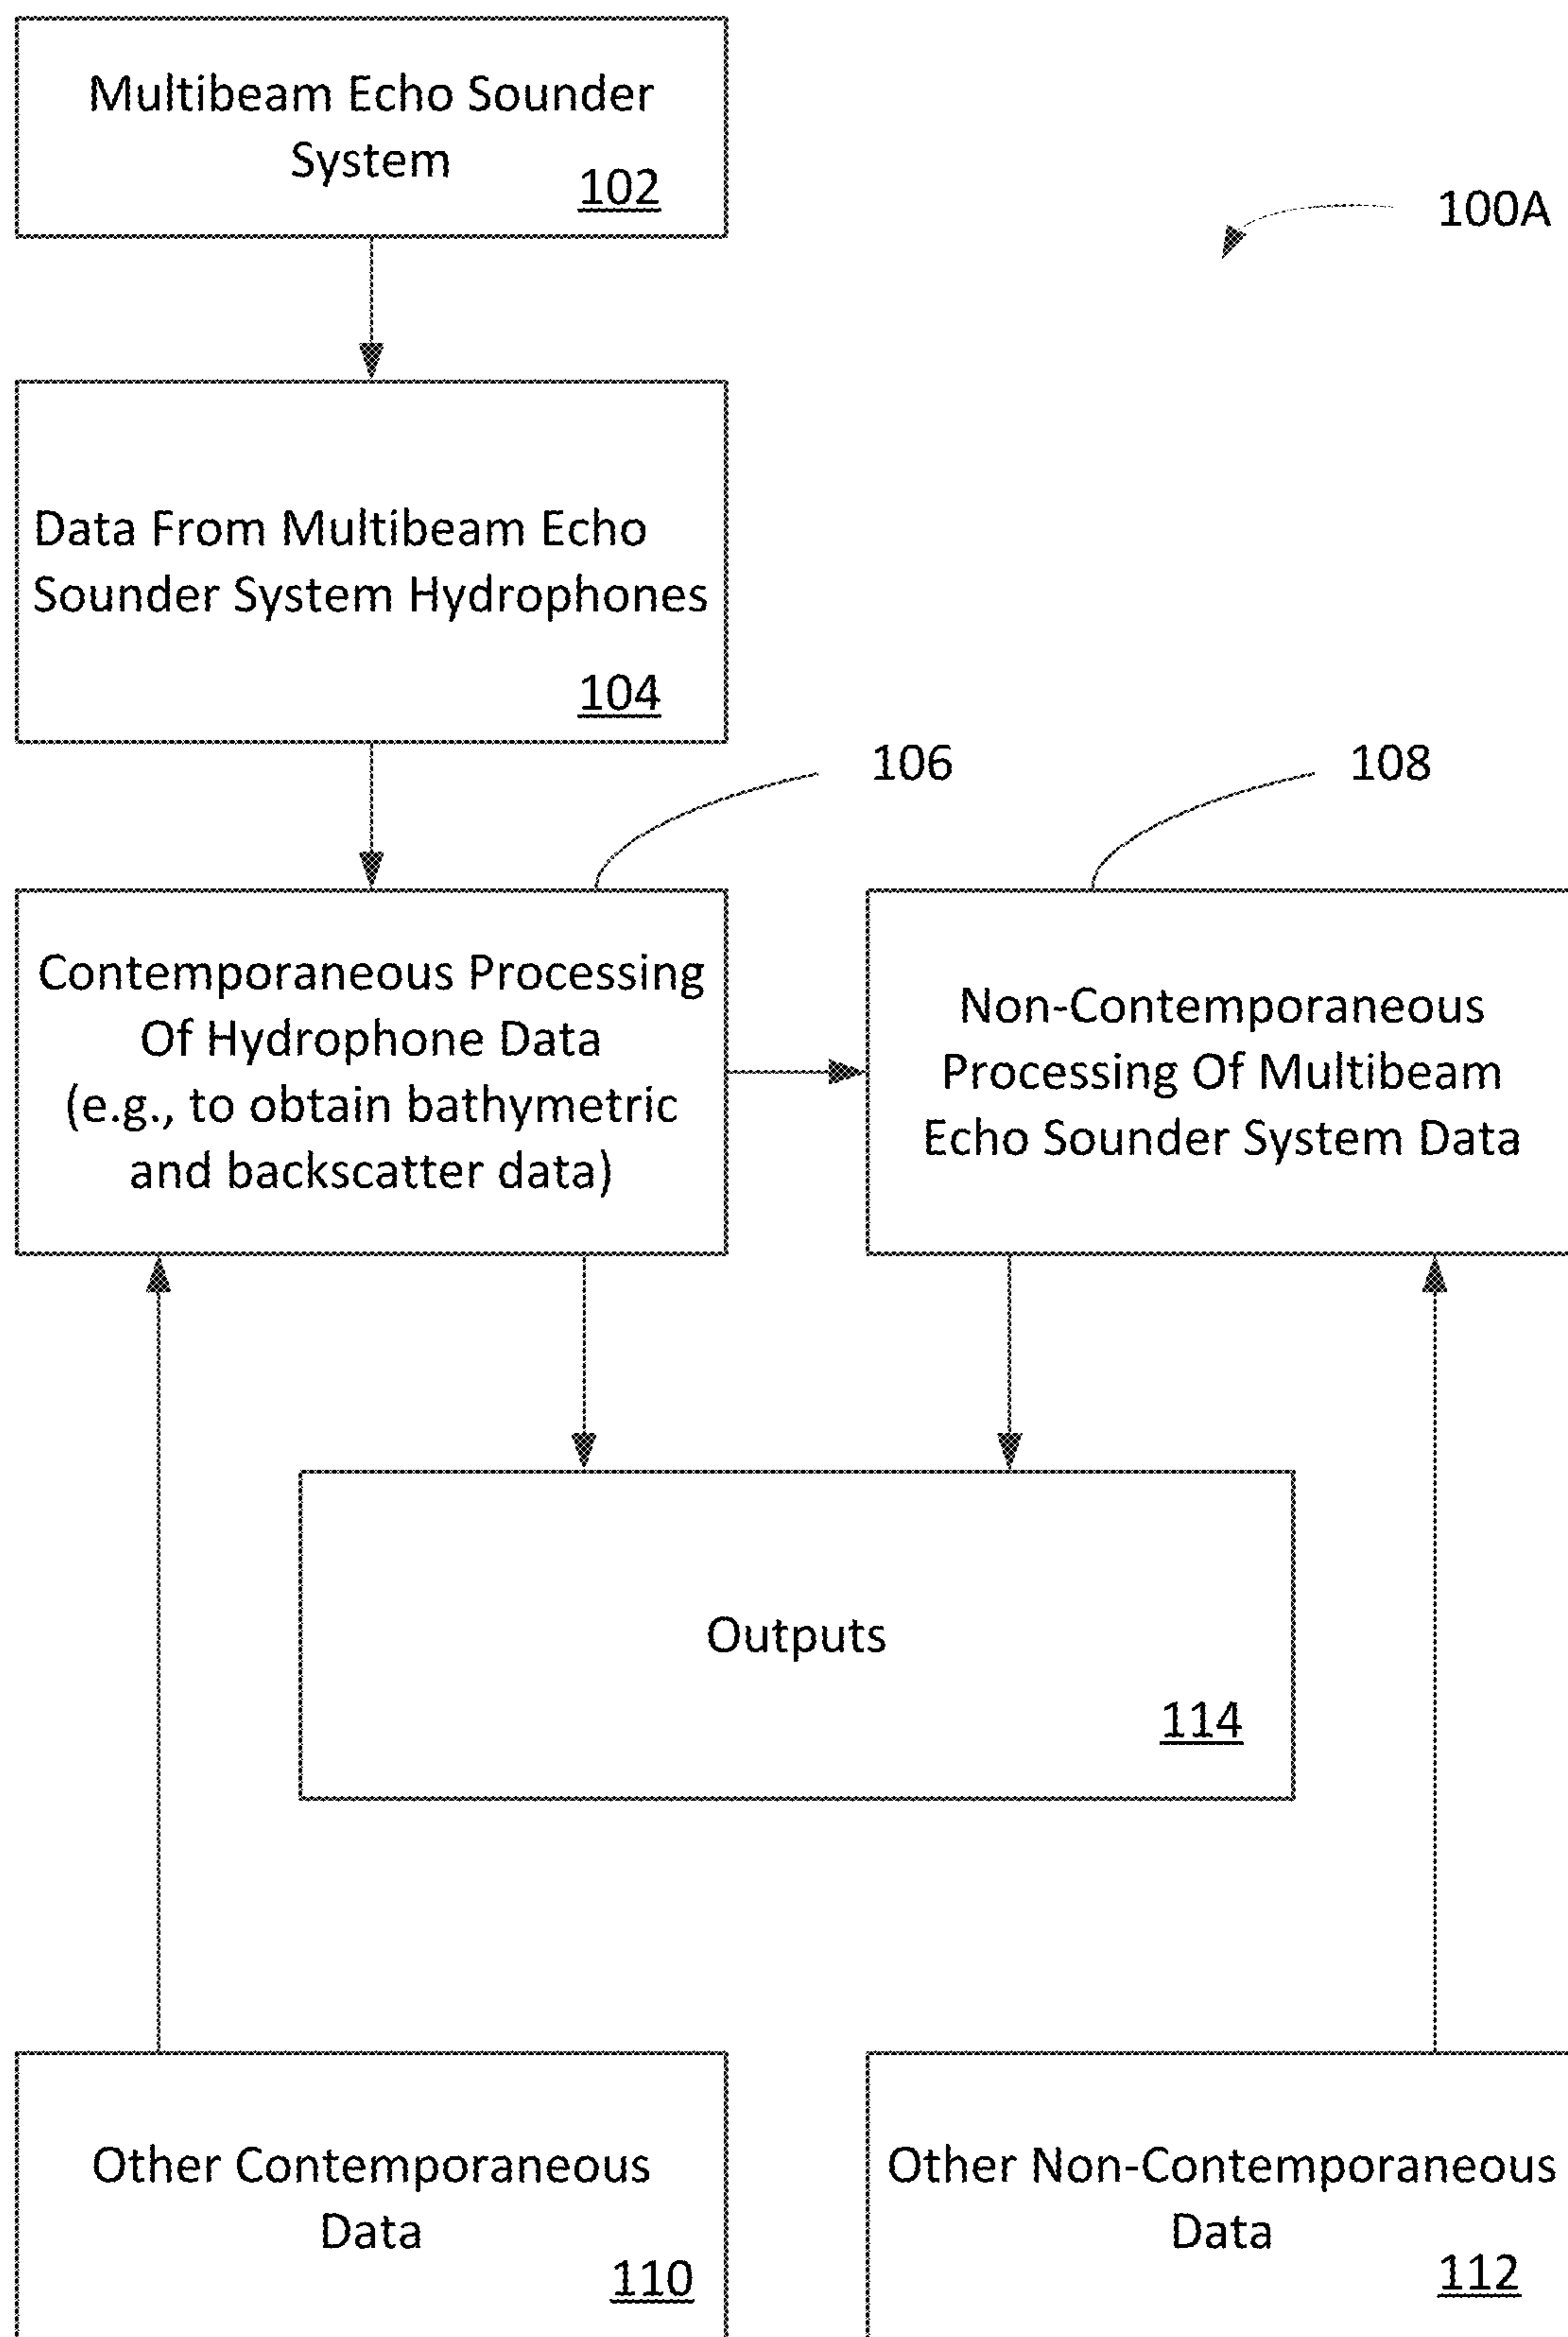 Multibeam Echo Sounder
System
102
100A
Data From Multibeam Echo
Sounder System Hydrophones
104
106
108
Contemporaneous Processing
Of Hydrophone Data
(e.g., to obtain bathymetric
and backscatter data)
Non-Contemporaneous
Processing Of Multibeam
Echo Sounder System Data
Outputs
114
Other Contemporaneous
Data
110
Other Non-Contemporaneous
Data
112